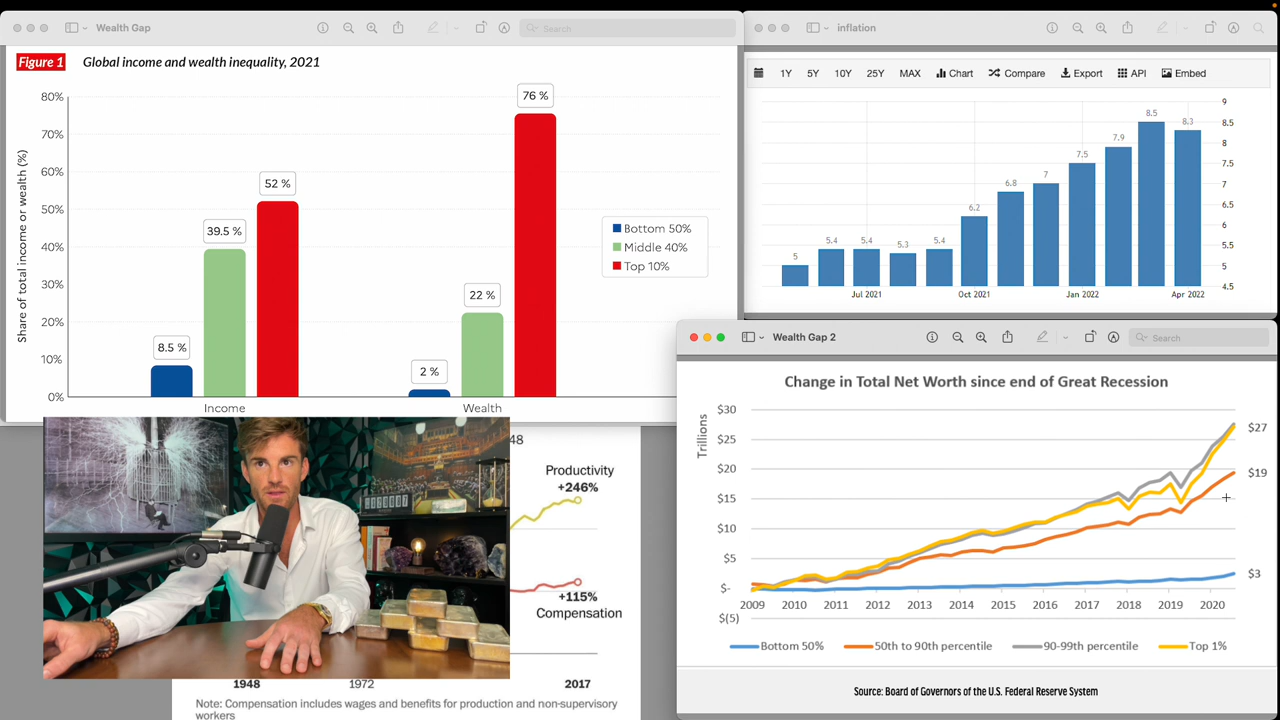 Wealth Gap
Search
Figure 1 Global income and wealth inequality, 2021
Share of total income or wealth (%)
80%
70%
60%
50%
40%
30%
20%
10%
0%
8.5 %
39.5 %
52 %
2 %
22 %
76 %
Income
Wealth
Bottom 50%
Middle 40%
Top 10%
inflation
1Y 5Y 10Y 25Y MAX Chart Compare Export API Embed
9
8.5
8
7.5
7
6.5
6
5.5
5
4.5
5
5.4
5.4
5.3
5.4
6.2
6.8
7
7.5
7.9
8.5
8.3
Jul 2021
Oct 2021
Jan 2022
Apr 2022
Wealth Gap 2
Search
Change in Total Net Worth since end of Great Recession
Trillions
$30
$25
$20
$15
$10
$5
$-
$(5)
2009 2010 2011 2012 2013 2014 2015 2016 2017 2018 2019 2020
$27
$19
$3
Bottom 50%
50th to 90th percentile
90-99th percentile
Top 1%
Source: Board of Governors of the U.S. Federal Reserve System
48
Productivity
+246%
+115%
Compensation
1948
1972
2017
Note: Compensation includes wages and benefits for production and non-supervisory
workers